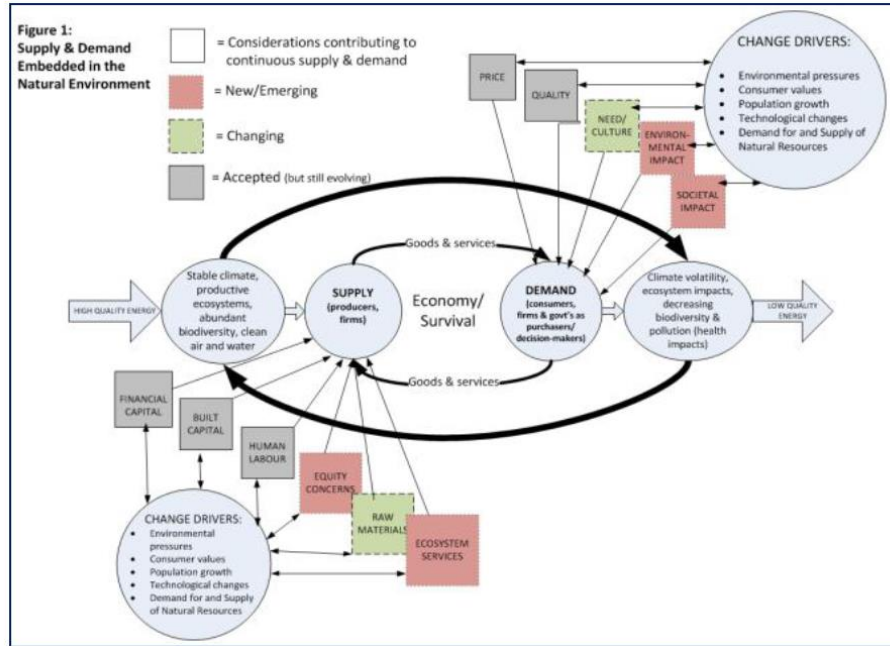 Figure 1:
Supply & Demand
Embedded in the
Natural Environment
= Considerations contributing to
continuous supply & demand
= New/Emerging
= Changing
= Accepted (but still evolving)
PRICE
QUALITY
NEED/
CULTURE
ENVIRON-
MENTAL
IMPACT
SOCIETAL
IMPACT
CHANGE DRIVERS:
• Environmental pressures
• Consumer values
• Population growth
• Technological changes
• Demand for and Supply of
Natural Resources
HIGH QUALITY ENERGY
Stable climate,
productive
ecosystems,
abundant
biodiversity, clean
air and water
SUPPLY
(producers,
firms)
Goods & services
Economy/
Survival
Goods & services
DEMAND
(consumers,
firms & govt's as
purchasers/
decision-makers)
Climate volatility,
ecosystem impacts,
decreasing
biodiversity &
pollution (health
impacts)
LOW QUALITY
ENERGY
FINANCIAL
CAPITAL
BUILT
CAPITAL
HUMAN
LABOUR
EQUITY
CONCERNS
RAW
MATERIALS
ECOSYSTEM
SERVICES
CHANGE DRIVERS:
• Environmental
pressures
• Consumer values
• Population growth
• Technological changes
• Demand for and Supply
of Natural Resources